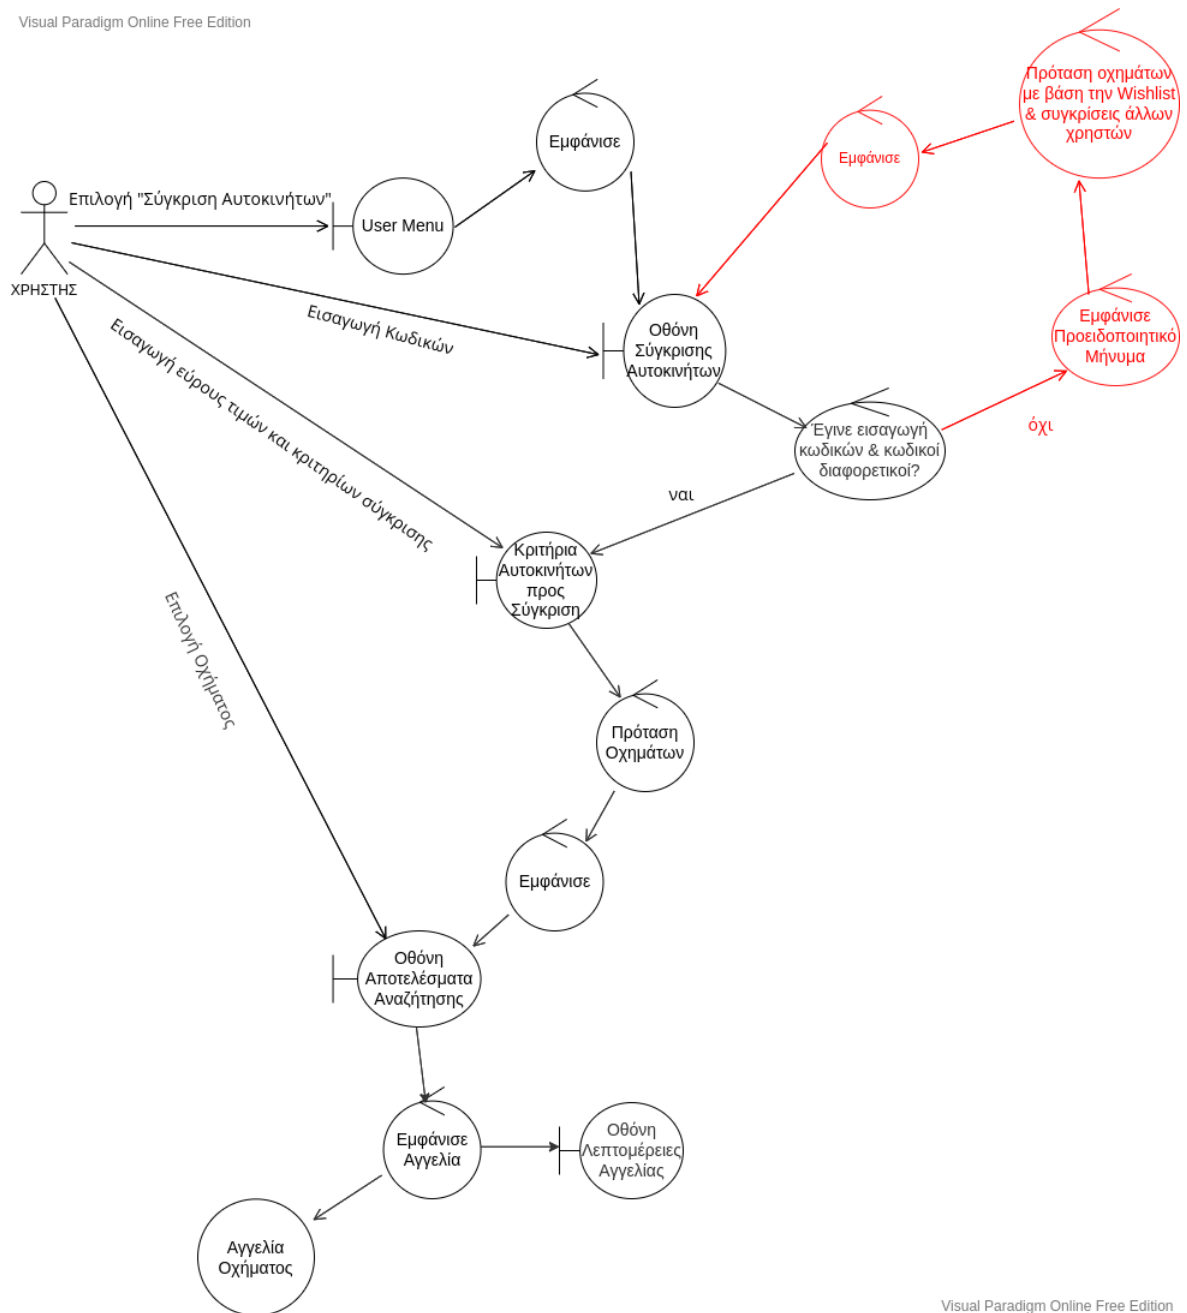 Visual Paradigm Online Free Edition
Πρόταση οχημάτων
με βάση την Wishlist
& συγκρίσεις άλλων
χρηστών
Εμφάνισε
Εμφάνισε
Επιλογή "Σύγκριση Αυτοκινήτων"
User Menu
ΧΡΗΣΤΗΣ
Εισαγωγή Κωδικών
Οθόνη
Σύγκρισης
Αυτοκινήτων
Εμφάνισε
Προειδοποιητικό
Μήνυμα
Εισαγωγή εύρους τιμών και κριτηρίων σύγκρισης
Έγινε εισαγωγή
κωδικών & κωδικοί
διαφορετικοί?
όχι
ναι
Κριτήρια
Αυτοκινήτων
προς
Σύγκριση
Επιλογή Οχήματος
Πρόταση
Οχημάτων
Εμφάνισε
Οθόνη
Αποτελέσματα
Αναζήτησης
Εμφάνισε
Αγγελία
Οθόνη
Λεπτομέρειες
Αγγελίας
Αγγελία
Οχήματος
Visual Paradigm Online Free Edition